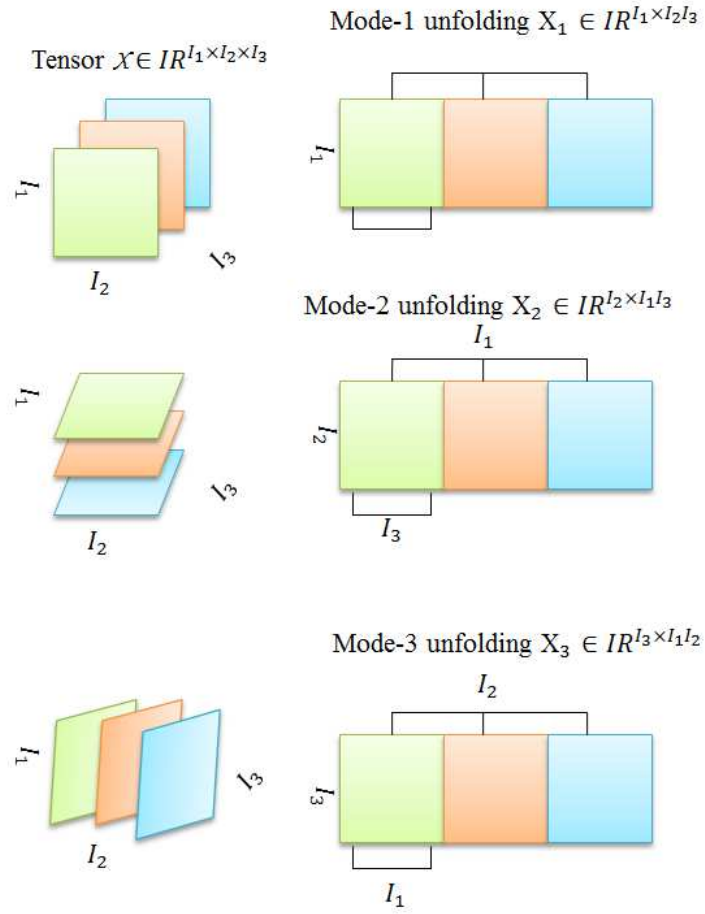 Mode-1 unfolding X₁ ∈ IR^{I₁×I₂I₃}
Tensor 𝒳 ∈ IR^{I₁×I₂×I₃}
I₁
I₂
I₃
I₁
Mode-2 unfolding X₂ ∈ IR^{I₂×I₁I₃}
I₁
I₁
I₂
I₃
I₂
I₃
Mode-3 unfolding X₃ ∈ IR^{I₃×I₁I₂}
I₂
I₁
I₂
I₃
I₃
I₁